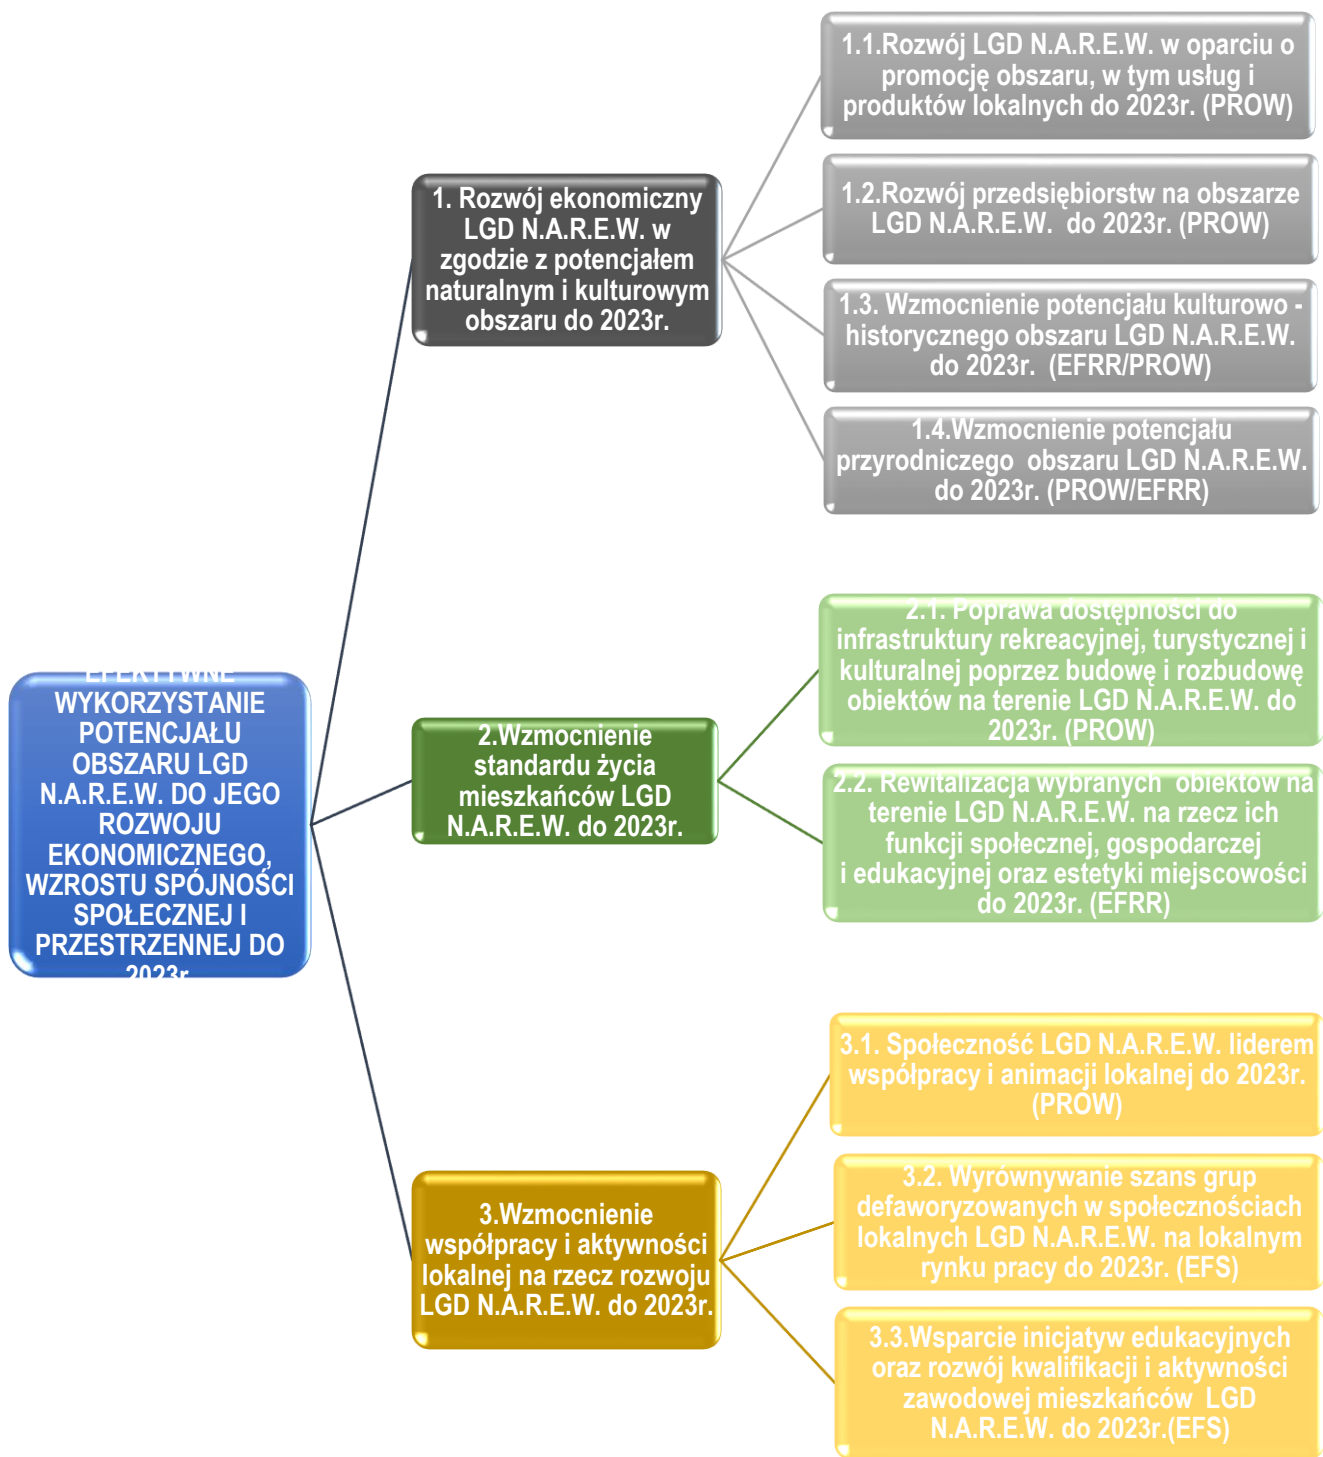 1.1.Rozwój LGD N.A.R.E.W. w oparciu o
promocję obszaru, w tym usług i
produktów lokalnych do 2023r. (PROW)
1.2.Rozwój przedsiębiorstw na obszarze
LGD N.A.R.E.W.  do 2023r. (PROW)
1. Rozwój ekonomiczny
LGD N.A.R.E.W. w
zgodzie z potencjałem
naturalnym i kulturowym
obszaru do 2023r.
1.3. Wzmocnienie potencjału kulturowo -
historycznego obszaru LGD N.A.R.E.W.
do 2023r.  (EFRR/PROW)
1.4.Wzmocnienie potencjału
przyrodniczego  obszaru LGD N.A.R.E.W.
do 2023r. (PROW/EFRR)
EFEKTYWNE
WYKORZYSTANIE
POTENCJAŁU
OBSZARU LGD
N.A.R.E.W. DO JEGO
ROZWOJU
EKONOMICZNEGO,
WZROSTU SPÓJNOŚCI
SPOŁECZNEJ I
PRZESTRZENNEJ DO
2023r.
2.Wzmocnienie
standardu życia
mieszkańców LGD
N.A.R.E.W. do 2023r.
2.1. Poprawa dostępności do
infrastruktury rekreacyjnej, turystycznej i
kulturalnej poprzez budowę i rozbudowę
obiektów na terenie LGD N.A.R.E.W. do
2023r. (PROW)
2.2. Rewitalizacja wybranych  obiektów na
terenie LGD N.A.R.E.W. na rzecz ich
funkcji społecznej, gospodarczej
i edukacyjnej oraz estetyki miejscowości
do 2023r. (EFRR)
3.Wzmocnienie
współpracy i aktywności
lokalnej na rzecz rozwoju
LGD N.A.R.E.W. do 2023r.
3.1. Społeczność LGD N.A.R.E.W. liderem
współpracy i animacji lokalnej do 2023r.
(PROW)
3.2. Wyrównywanie szans grup
defaworyzowanych w społecznościach
lokalnych LGD N.A.R.E.W. na lokalnym
rynku pracy do 2023r. (EFS)
3.3.Wsparcie inicjatyw edukacyjnych
oraz rozwój kwalifikacji i aktywności
zawodowej mieszkańców  LGD
N.A.R.E.W. do 2023r.(EFS)